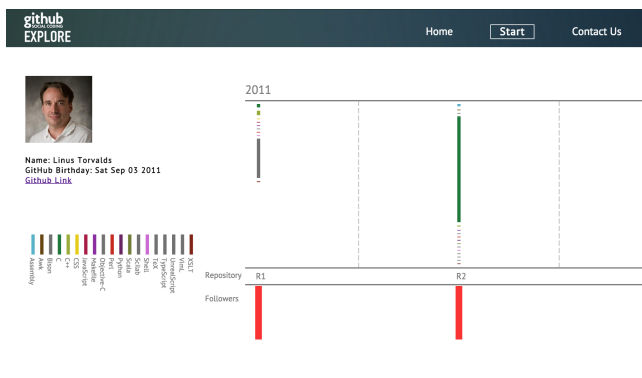 github
SOCIAL CODING
EXPLORE
Home
Start
Contact Us
2011
Name: Linus Torvalds
GitHub Birthday: Sat Sep 03 2011
Github Link
Assembly
Awk
Bison
C
C++
CSS
JavaScript
Makefile
Objective-C
Perl
Python
Scala
Scilab
Shell
TeX
TypeScript
UnrealScript
VimL
XSLT
Repository
R1
R2
Followers